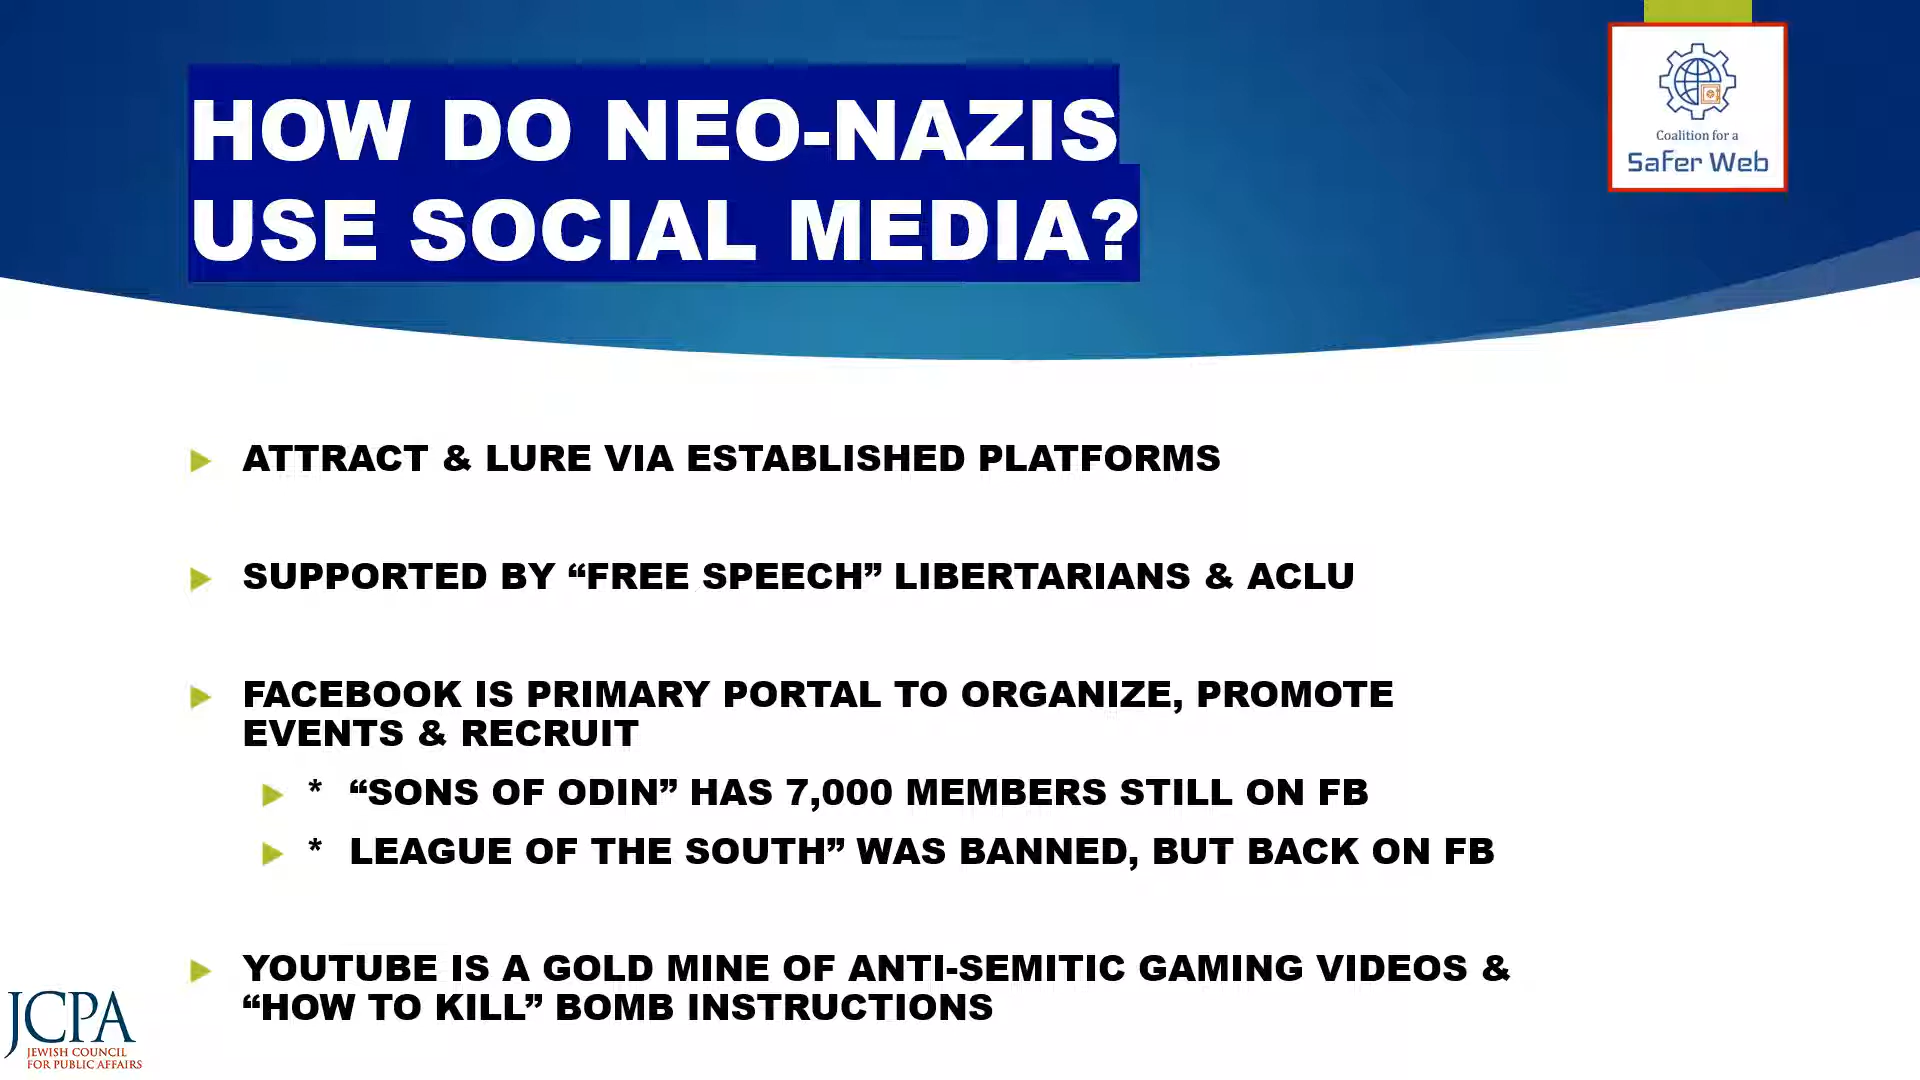 HOW DO NEO-NAZIS
USE SOCIAL MEDIA?
Coalition for a
Safer Web
ATTRACT & LURE VIA ESTABLISHED PLATFORMS
SUPPORTED BY “FREE SPEECH” LIBERTARIANS & ACLU
FACEBOOK IS PRIMARY PORTAL TO ORGANIZE, PROMOTE
EVENTS & RECRUIT
* “SONS OF ODIN” HAS 7,000 MEMBERS STILL ON FB
* LEAGUE OF THE SOUTH” WAS BANNED, BUT BACK ON FB
YOUTUBE IS A GOLD MINE OF ANTI-SEMITIC GAMING VIDEOS &
“HOW TO KILL” BOMB INSTRUCTIONS
JCPA
JEWISH COUNCIL
FOR PUBLIC AFFAIRS